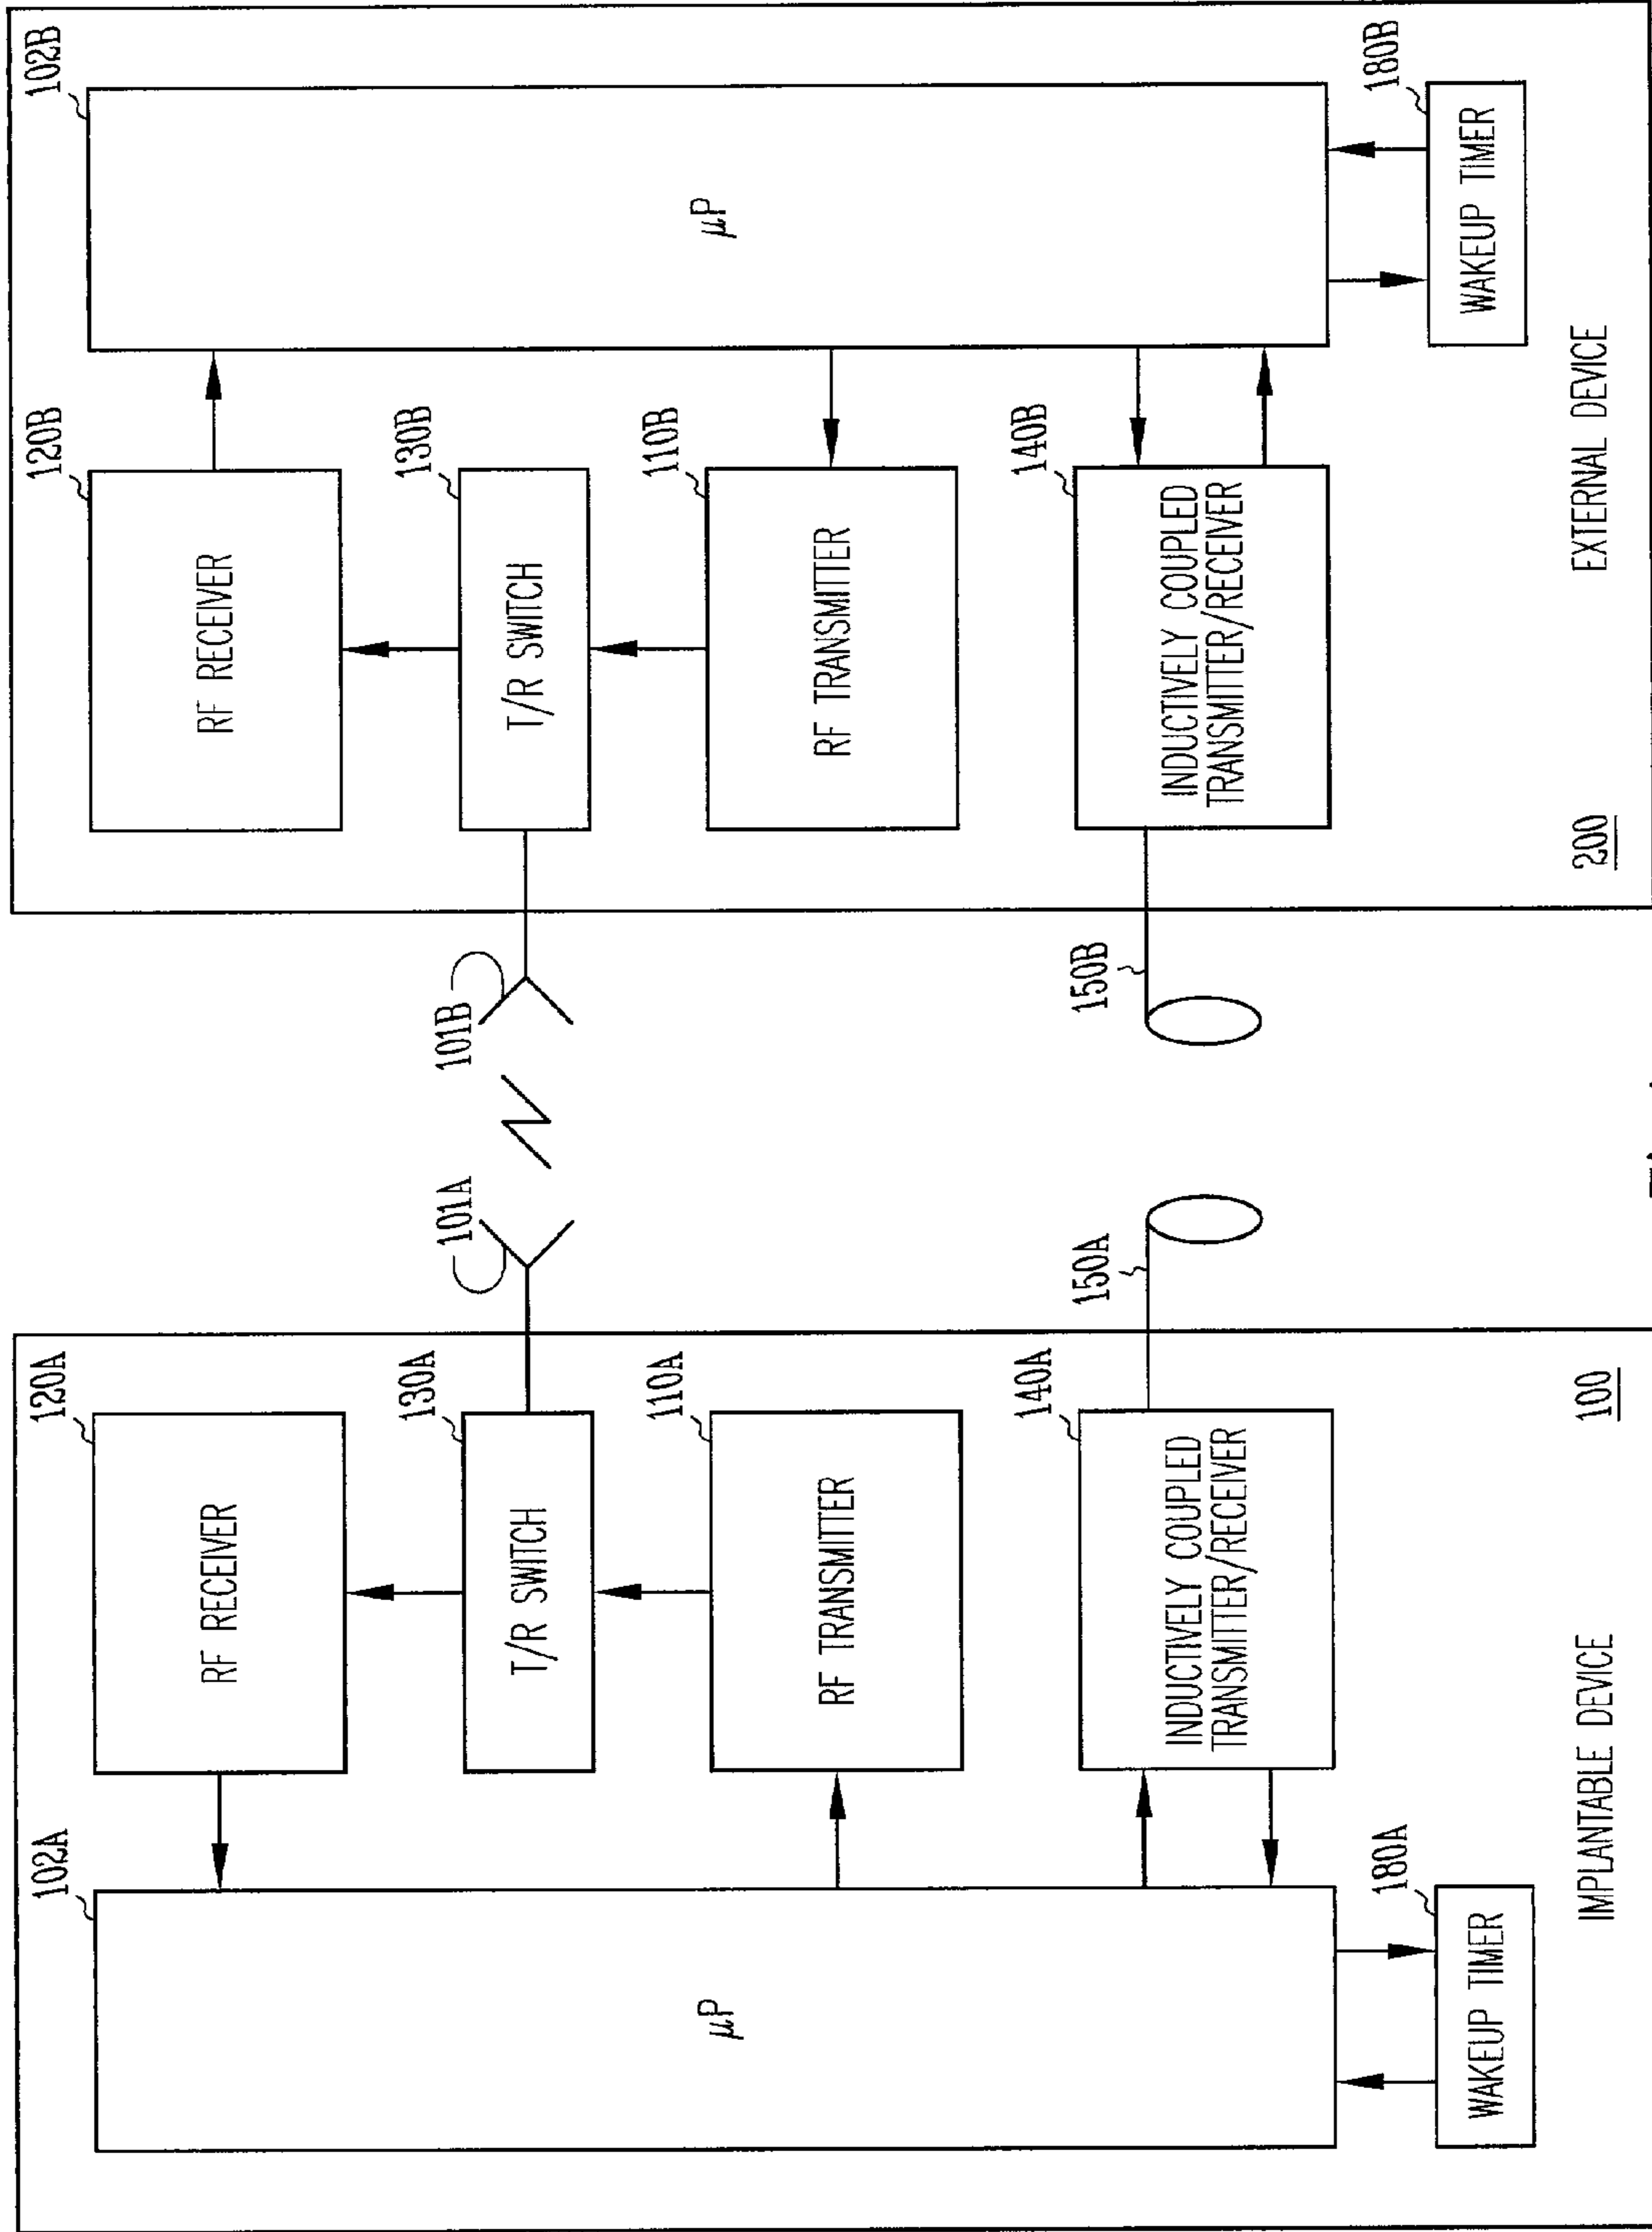 102A
μP
120A
RF RECEIVER
130A
T/R SWITCH
110A
RF TRANSMITTER
140A
INDUCTIVELY COUPLED
TRANSMITTER/RECEIVER
180A
WAKEUP TIMER
IMPLANTABLE DEVICE
100
101A
150A
101B
150B
120B
RF RECEIVER
130B
T/R SWITCH
110B
RF TRANSMITTER
140B
INDUCTIVELY COUPLED
TRANSMITTER/RECEIVER
102B
μP
180B
WAKEUP TIMER
EXTERNAL DEVICE
200